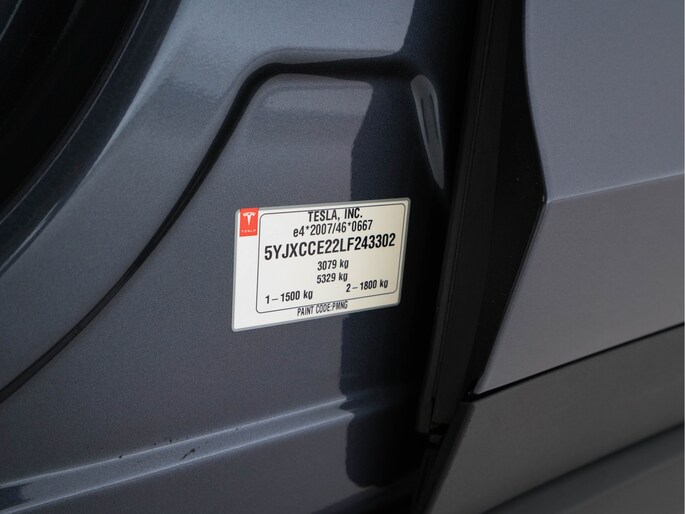 TESLA
TESLA, INC.
e4*2007/46*0667
5YJXCCE22LF243302
3079 kg
5329 kg
1 – 1500 kg 2 – 1800 kg
PAINT CODE:PMNG